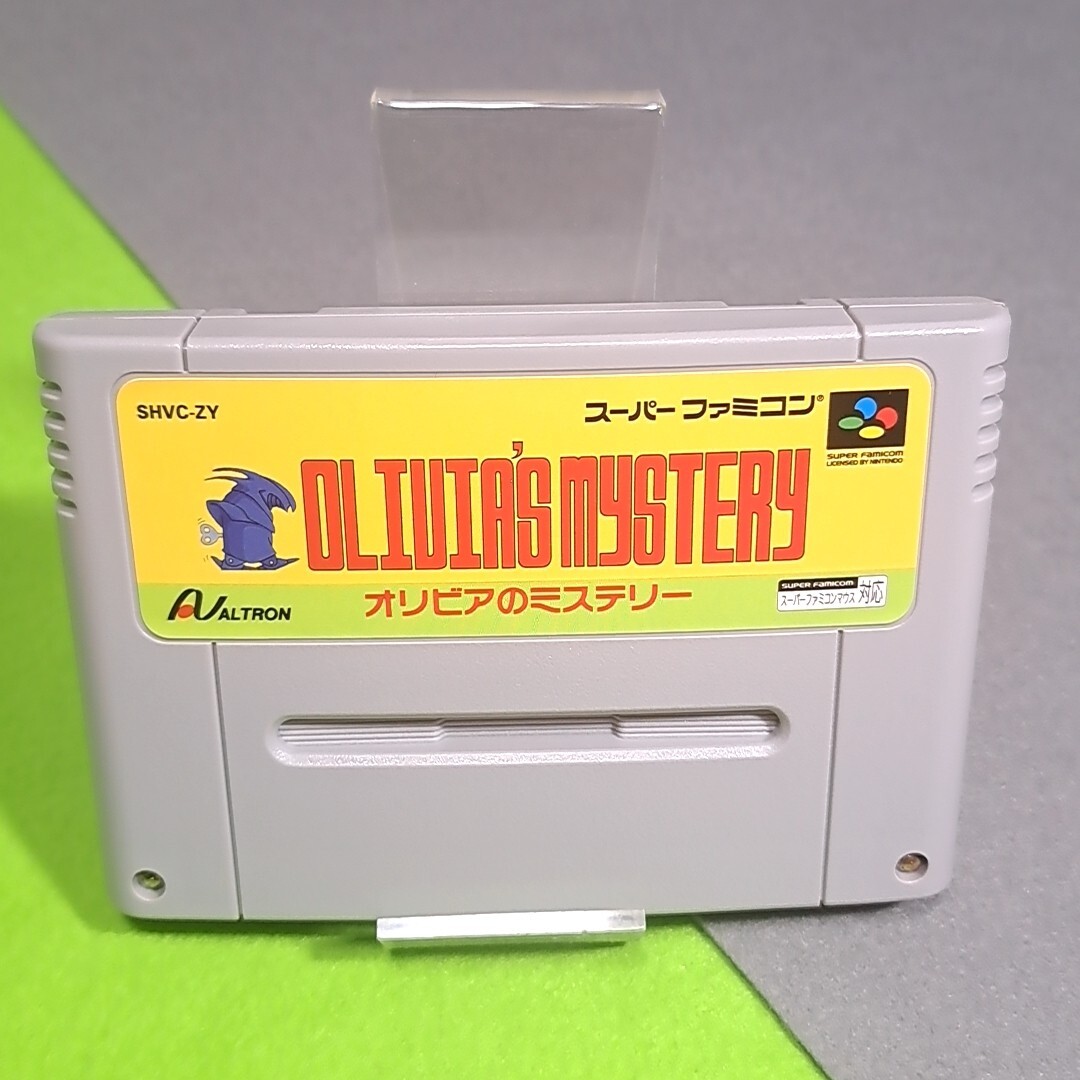 SHVC-ZY
スーパーファミコン®
SUPER FAMICOM
LICENSED BY NINTENDO
OLIVIA'S MYSTERY
ALTRON
オリビアのミステリー
SUPER FAMICOM
スーパーファミコンマウス 対応